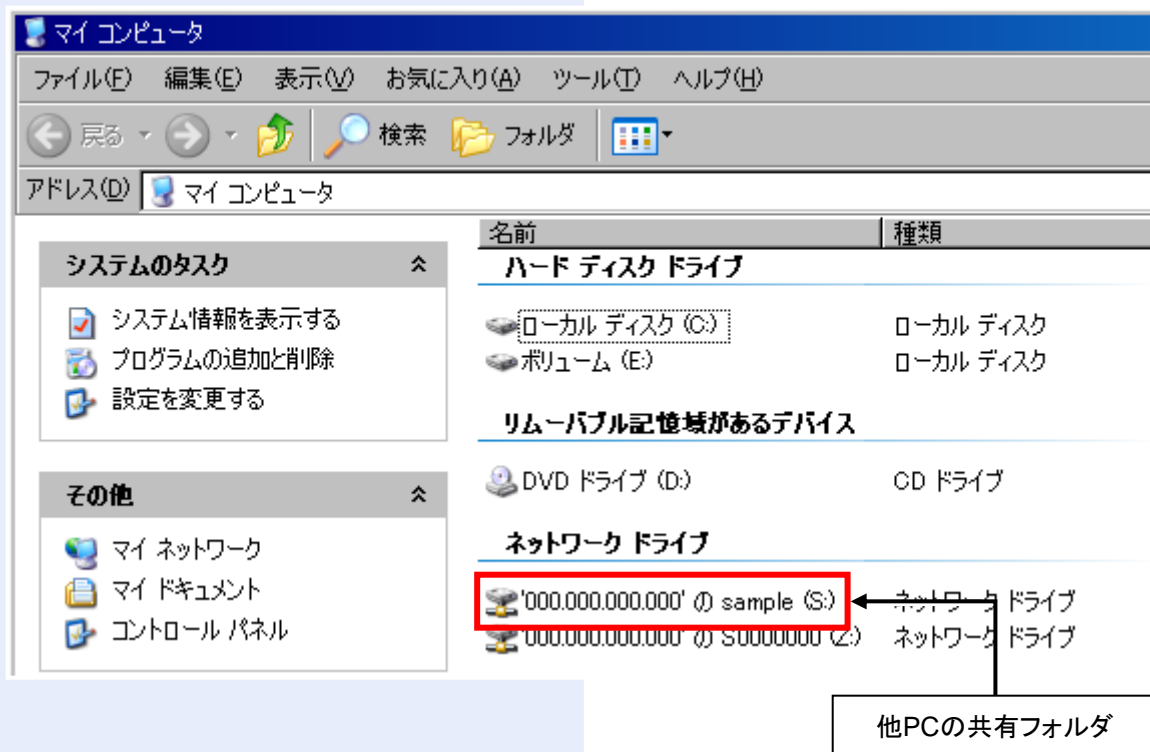 マイ コンピュータ
ファイル(F) 編集(E) 表示(V) お気に入り(A) ツール(T) ヘルプ(H)
戻る 検索 フォルダ
アドレス(D) マイ コンピュータ
名前 種類
システムのタスク
システム情報を表示する
プログラムの追加と削除
設定を変更する
その他
マイ ネットワーク
マイ ドキュメント
コントロール パネル
ハード ディスク ドライブ
ローカル ディスク (C:) ローカル ディスク
ボリューム (E:) ローカル ディスク
リムーバブル記憶域があるデバイス
DVD ドライブ (D:) CD ドライブ
ネットワーク ドライブ
'000.000.000.000' の sample (S:) ネットワーク ドライブ
'000.000.000.000' の S0000000 (Z:) ネットワーク ドライブ
他PCの共有フォルダ